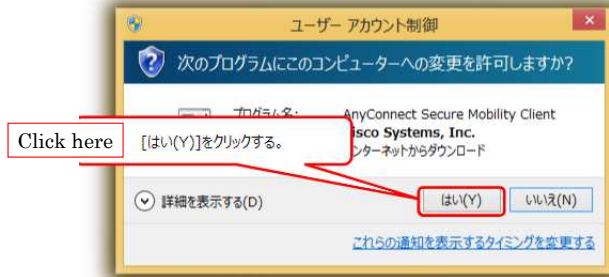 ユーザー アカウント制御
次のプログラムにこのコンピューターへの変更を許可しますか?
プログラム名: AnyConnect Secure Mobility Client
isco Systems, Inc.
ンターネットからダウンロード
Click here
[はい(Y)]をクリックする。
詳細を表示する(D)
はい(Y)
いいえ(N)
これらの通知を表示するタイミングを変更する